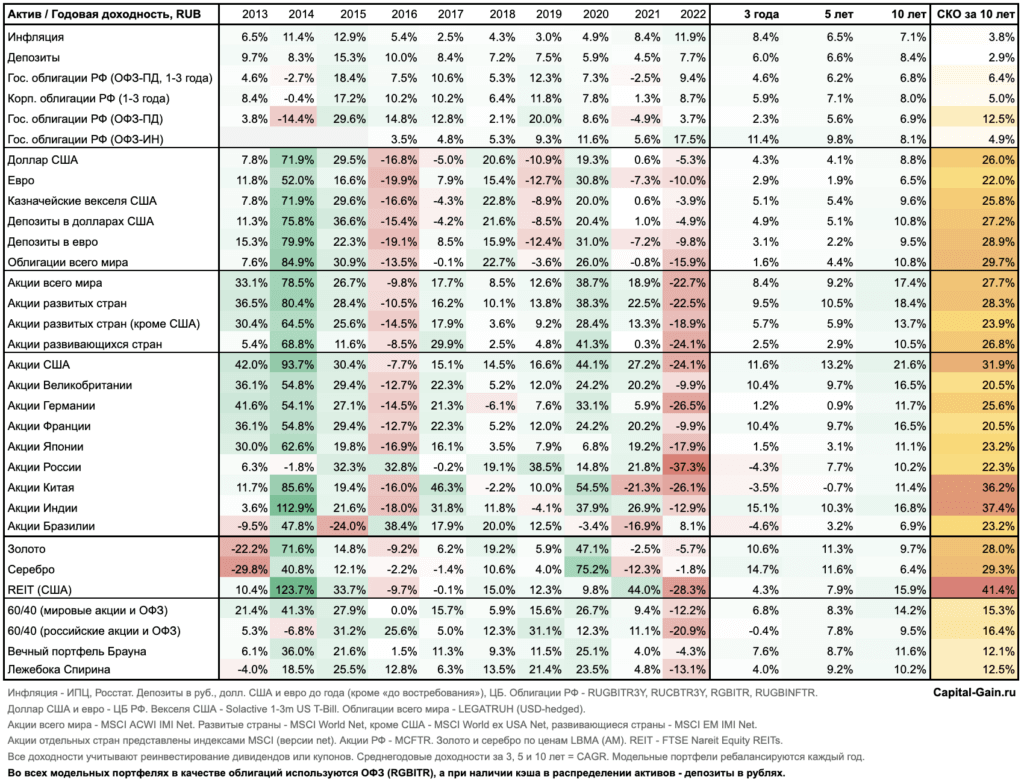 Актив / Годовая доходность, RUB 2013 2014 2015 2016 2017 2018 2019 2020 2021 2022 3 года 5 лет 10 лет СКО за 10 лет
Инфляция 6.5% 11.4% 12.9% 5.4% 2.5% 4.3% 3.0% 4.9% 8.4% 11.9% 8.4% 6.5% 7.1% 3.8%
Депозиты 9.7% 8.3% 15.3% 10.0% 8.4% 7.2% 7.5% 5.9% 4.5% 7.7% 6.0% 6.6% 8.4% 2.9%
Гос. облигации РФ (ОФЗ-ПД, 1-3 года) 4.6% -2.7% 18.4% 7.5% 10.6% 5.3% 12.3% 7.3% -2.5% 9.4% 4.6% 6.2% 6.8% 6.4%
Корп. облигации РФ (1-3 года) 8.4% -0.4% 17.2% 10.2% 10.2% 6.4% 11.8% 7.8% 1.3% 8.7% 5.9% 7.1% 8.0% 5.0%
Гос. облигации РФ (ОФЗ-ПД) 3.8% -14.4% 29.6% 14.8% 12.8% 2.1% 20.0% 8.6% -4.9% 3.7% 2.3% 5.6% 6.9% 12.5%
Гос. облигации РФ (ОФЗ-ИН) 3.5% 4.8% 5.3% 9.3% 11.6% 5.6% 17.5% 11.4% 9.8% 8.1% 4.9%
Доллар США 7.8% 71.9% 29.5% -16.8% -5.0% 20.6% -10.9% 19.3% 0.6% -5.3% 4.3% 4.1% 8.8% 26.0%
Евро 11.8% 52.0% 16.6% -19.9% 7.9% 15.4% -12.7% 30.8% -7.3% -10.0% 2.9% 1.9% 6.5% 22.0%
Казначейские векселя США 7.8% 71.9% 29.6% -16.6% -4.3% 22.8% -8.9% 20.0% 0.6% -3.9% 5.1% 5.4% 9.6% 25.8%
Депозиты в долларах США 11.3% 75.8% 36.6% -15.4% -4.2% 21.6% -8.5% 20.4% 1.0% -4.9% 4.9% 5.1% 10.8% 27.2%
Депозиты в евро 15.3% 79.9% 22.3% -19.1% 8.5% 15.9% -12.4% 31.0% -7.2% -9.8% 3.1% 2.2% 9.5% 28.9%
Облигации всего мира 7.6% 84.9% 30.9% -13.5% -0.1% 22.7% -3.6% 26.0% -0.8% -15.9% 1.6% 4.4% 10.8% 29.7%
Акции всего мира 33.1% 78.5% 26.7% -9.8% 17.7% 8.5% 12.6% 38.7% 18.9% -22.7% 8.4% 9.2% 17.4% 27.7%
Акции развитых стран 36.5% 80.4% 28.4% -10.5% 16.2% 10.1% 13.8% 38.3% 22.5% -22.5% 9.5% 10.5% 18.4% 28.3%
Акции развитых стран (кроме США) 30.4% 64.5% 25.6% -14.5% 17.9% 3.6% 9.2% 28.4% 13.3% -18.9% 5.7% 5.9% 13.7% 23.9%
Акции развивающихся стран 5.4% 68.8% 11.6% -8.5% 29.9% 2.5% 4.8% 41.3% 0.3% -24.1% 2.5% 2.9% 10.5% 26.8%
Акции США 42.0% 93.7% 30.4% -7.7% 15.1% 14.5% 16.6% 44.1% 27.2% -24.1% 11.6% 13.2% 21.6% 31.9%
Акции Великобритании 36.1% 54.8% 29.4% -12.7% 22.3% 5.2% 12.0% 24.2% 20.2% -9.9% 10.4% 9.7% 16.5% 20.5%
Акции Германии 41.6% 54.1% 27.1% -14.5% 21.3% -6.1% 7.6% 33.1% 5.9% -26.5% 1.2% 0.9% 11.7% 25.6%
Акции Франции 36.1% 54.8% 29.4% -12.7% 22.3% 5.2% 12.0% 24.2% 20.2% -9.9% 10.4% 9.7% 16.5% 20.5%
Акции Японии 30.0% 62.6% 19.8% -16.9% 16.1% 3.5% 7.9% 6.8% 19.2% -17.9% 1.5% 3.1% 11.1% 23.2%
Акции России 6.3% -1.8% 32.3% 32.8% -0.2% 19.1% 38.5% 14.8% 21.8% -37.3% -4.3% 7.7% 10.2% 22.3%
Акции Китая 11.7% 85.6% 19.4% -16.0% 46.3% -2.2% 10.0% 54.5% -21.3% -26.1% -3.5% -0.7% 11.4% 36.2%
Акции Индии 3.6% 112.9% 21.6% -18.0% 31.8% 11.8% -4.1% 37.9% 26.9% -12.9% 15.1% 10.3% 16.8% 37.4%
Акции Бразилии -9.5% 47.8% -24.0% 38.4% 17.9% 20.0% 12.5% -3.4% -16.9% 8.1% -4.6% 3.2% 6.9% 23.2%
Золото -22.2% 71.6% 14.8% -9.2% 6.2% 19.2% 5.9% 47.1% -2.5% -5.7% 10.6% 11.3% 9.7% 28.0%
Серебро -29.8% 40.8% 12.1% -2.2% -1.4% 10.6% 4.0% 75.2% -12.3% -1.8% 14.7% 11.6% 6.4% 29.3%
REIT (США) 10.4% 123.7% 33.7% -9.7% -0.1% 15.0% 12.3% 9.8% 44.0% -28.3% 4.3% 7.9% 15.9% 41.4%
60/40 (мировые акции и ОФЗ) 21.4% 41.3% 27.9% 0.0% 15.7% 5.9% 15.6% 26.7% 9.4% -12.2% 6.8% 8.3% 14.2% 15.3%
60/40 (российские акции и ОФЗ) 5.3% -6.8% 31.2% 25.6% 5.0% 12.3% 31.1% 12.3% 11.1% -20.9% -0.4% 7.8% 9.5% 16.4%
Вечный портфель Брауна 6.1% 36.0% 21.6% 1.5% 11.3% 9.3% 11.5% 25.1% 4.0% -4.3% 7.6% 8.7% 11.6% 12.1%
Лежебока Спирина -4.0% 18.5% 25.5% 12.8% 6.3% 13.5% 21.4% 23.5% 4.8% -13.1% 4.0% 9.2% 10.2% 12.5%
Инфляция - ИПЦ, Росстат. Депозиты в руб., долл. США и евро до года (кроме «до востребования»), ЦБ. Облигации РФ - RUGBITR3Y, RUCBTR3Y, RGBITR, RUGBINFTR. Capital-Gain.ru
Доллар США и евро - ЦБ РФ. Векселя США - Solactive 1-3m US T-Bill. Облигации всего мира - LEGATRUH (USD-hedged).
Акции всего мира - MSCI ACWI IMI Net. Развитые страны - MSCI World Net, кроме США - MSCI World ex USA Net, развивающиеся страны - MSCI EM IMI Net.
Акции отдельных стран представлены индексами MSCI (версии net). Акции РФ - MCFTR. Золото и серебро по ценам LBMA (AM). REIT - FTSE Nareit Equity REITs.
Все доходности учитывают реинвестирование дивидендов или купонов. Среднегодовые доходности за 3, 5 и 10 лет = CAGR. Модельные портфели ребалансируются каждый год.
Во всех модельных портфелях в качестве облигаций используются ОФЗ (RGBITR), а при наличии кэша в распределении активов - депозиты в рублях.